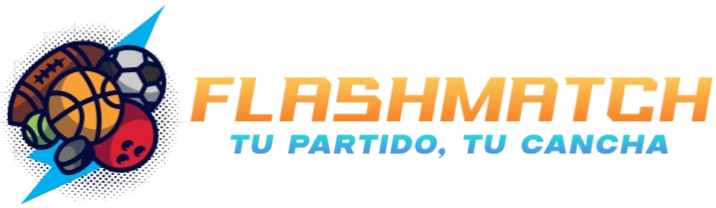 FLASHMATCH
TU PARTIDO, TU CANCHA